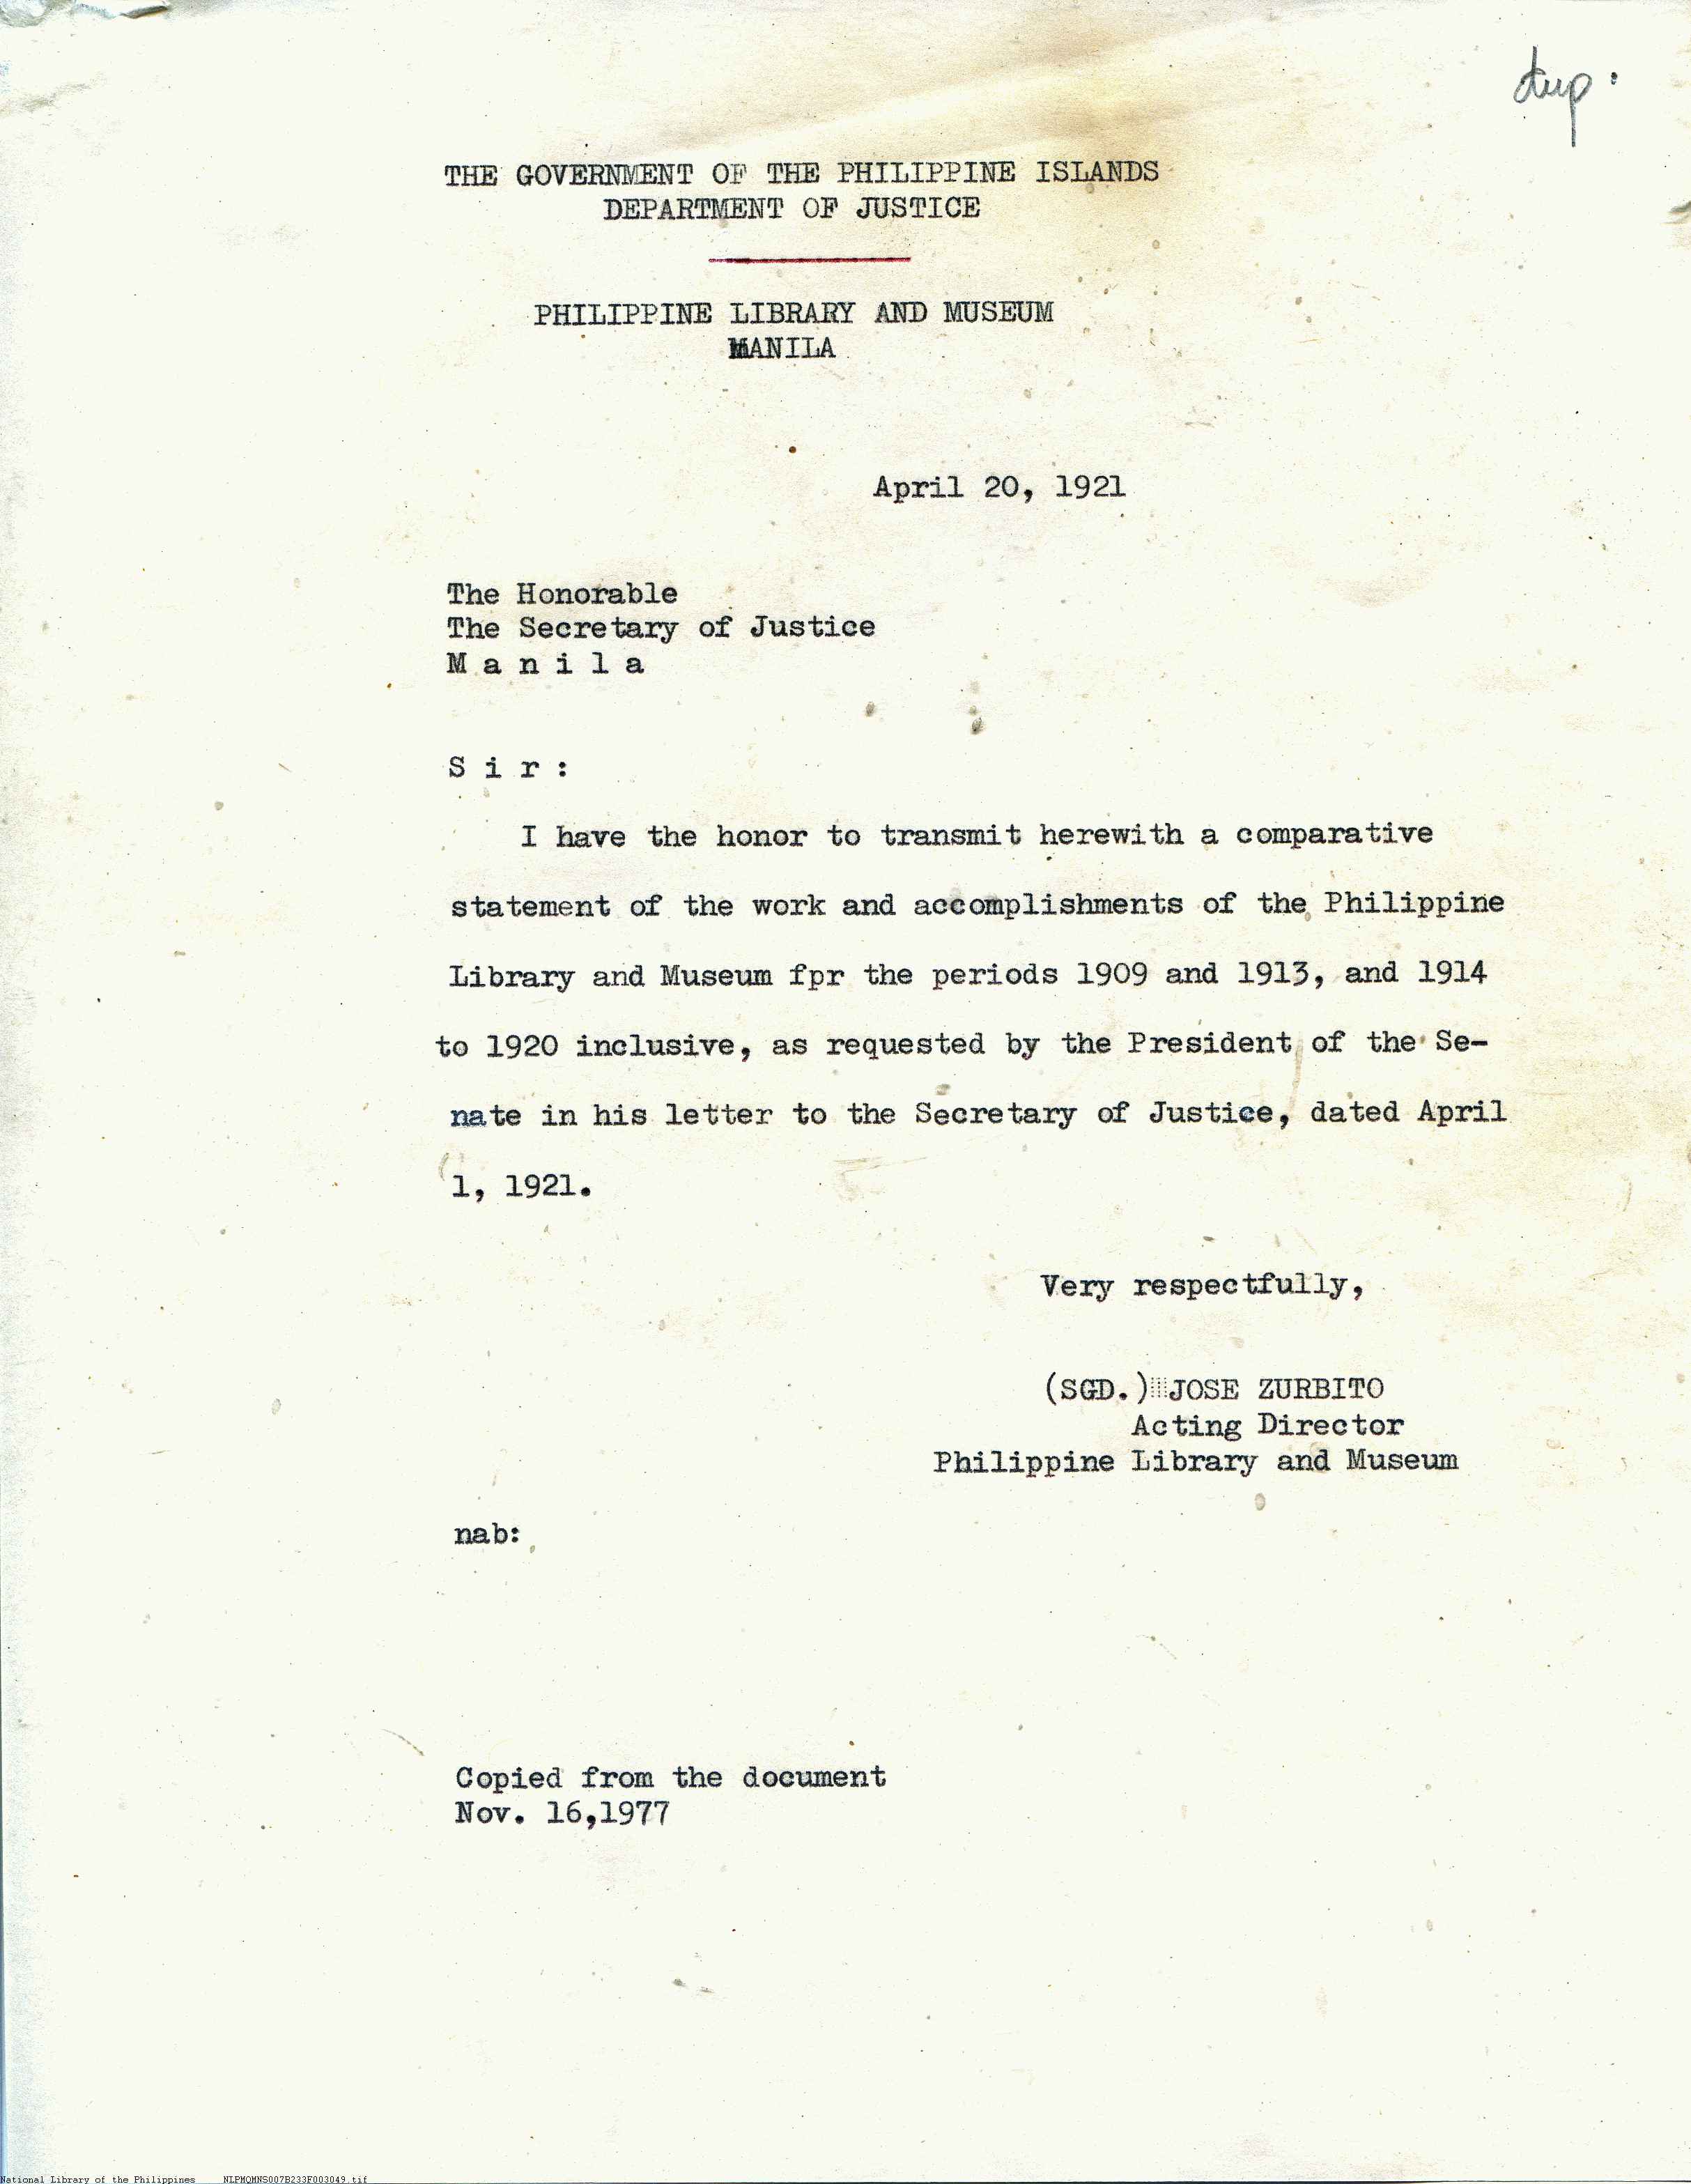 dup.
THE GOVERNMENT OF THE PHILIPPINE ISLANDS
DEPARTMENT OF JUSTICE
PHILIPPINE LIBRARY AND MUSEUM
MANILA
April 20, 1921
The Honorable
The Secretary of Justice
M a n i l a
S i r :
I have the honor to transmit herewith a comparative
statement of the work and accomplishments of the Philippine
Library and Museum fpr the periods 1909 and 1913, and 1914
to 1920 inclusive, as requested by the President of the Se-
nate in his letter to the Secretary of Justice, dated April
1, 1921.
Very respectfully,
(SGD.) JOSE ZURBITO
Acting Director
Philippine Library and Museum
nab:
Copied from the document
Nov. 16,1977
National Library of the Philippines NLPMQMNS007B233F003049.tif